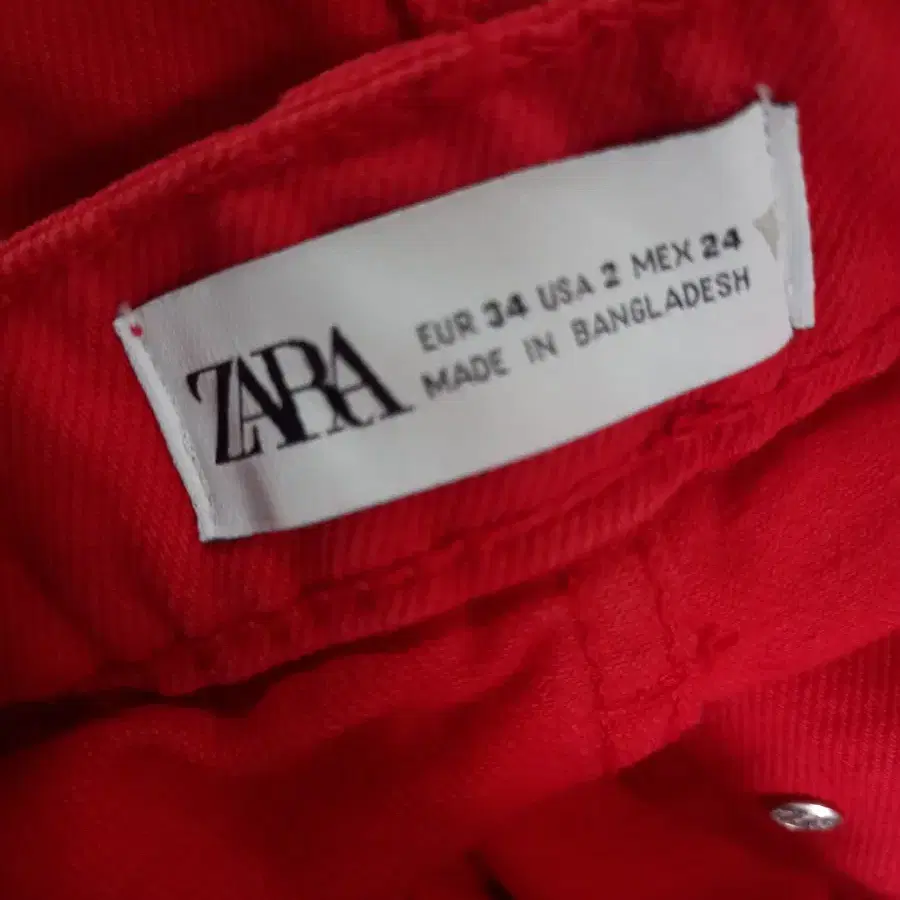 ZARA
EUR 34 USA 2 MEX 24
MADE IN BANGLADESH